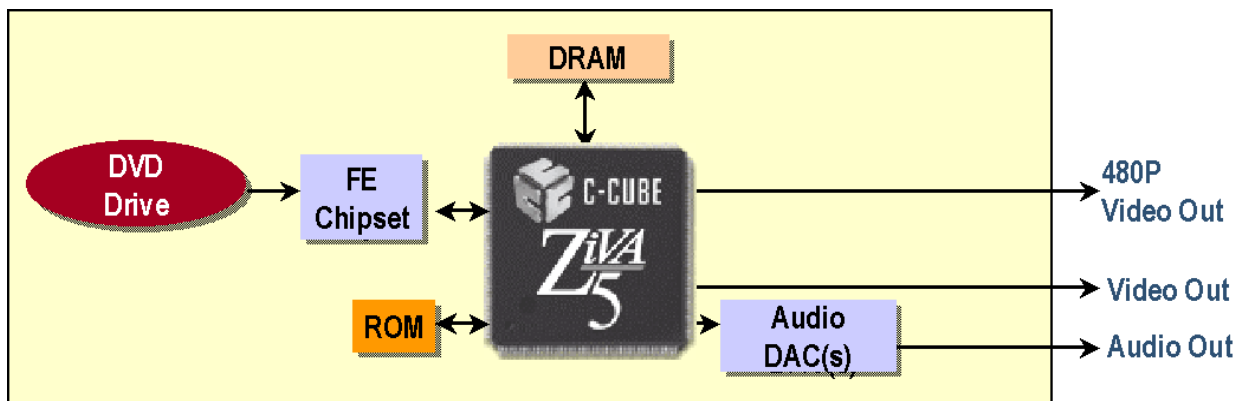 DRAM
DVD
Drive
FE
Chipset
C-CUBE
ZiVA
5
ROM
Audio
DAC(s)
480P
Video Out
Video Out
Audio Out